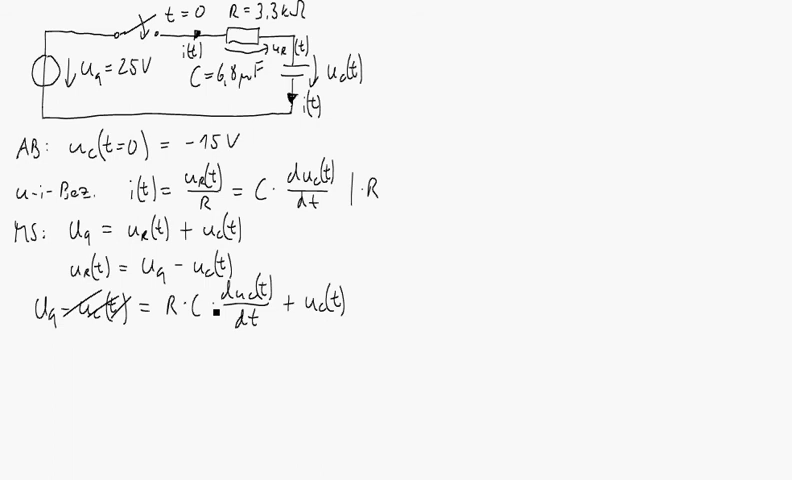 t = 0 R = 3,3 kΩ
i(t) u_R(t)
U_q = 25V C = 6,8 µF u_c(t)
i(t)
AB: u_c(t=0) = -15 V
u-i-Bez. i(t) = u_R(t)/R = C · du_c(t)/dt | · R
MS: U_q = u_R(t) + u_c(t)
u_R(t) = U_q - u_c(t)
U_q - u_c(t) = R · C · du_c(t)/dt + u_c(t)